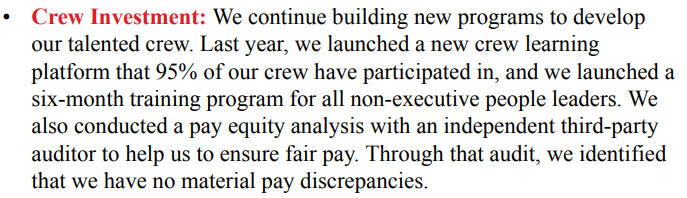 • Crew Investment: We continue building new programs to develop
our talented crew. Last year, we launched a new crew learning
platform that 95% of our crew have participated in, and we launched a
six-month training program for all non-executive people leaders. We
also conducted a pay equity analysis with an independent third-party
auditor to help us to ensure fair pay. Through that audit, we identified
that we have no material pay discrepancies.